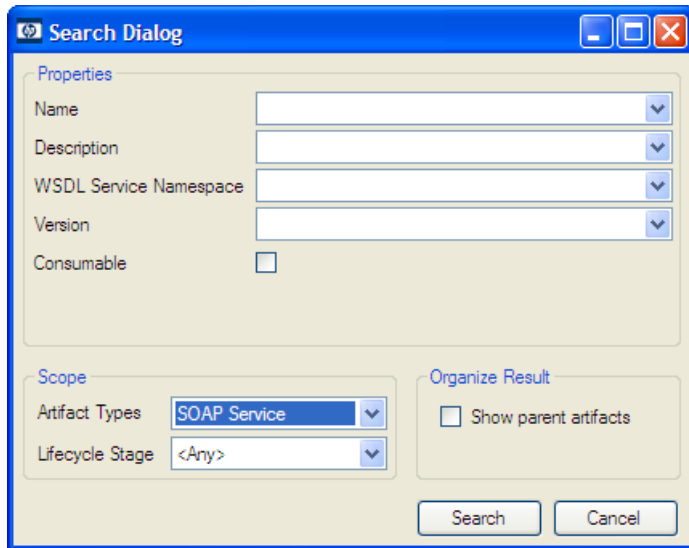 Search Dialog
Properties
Name
Description
WSDL Service Namespace
Version
Consumable
Scope
Artifact Types SOAP Service
Lifecycle Stage <Any>
Organize Result
Show parent artifacts
Search Cancel